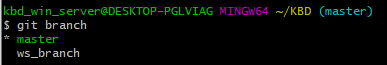 kbd_win_server@DESKTOP-PGLVIAG MINGW64 ~/KBD (master)
$ git branch
* master
  ws_branch